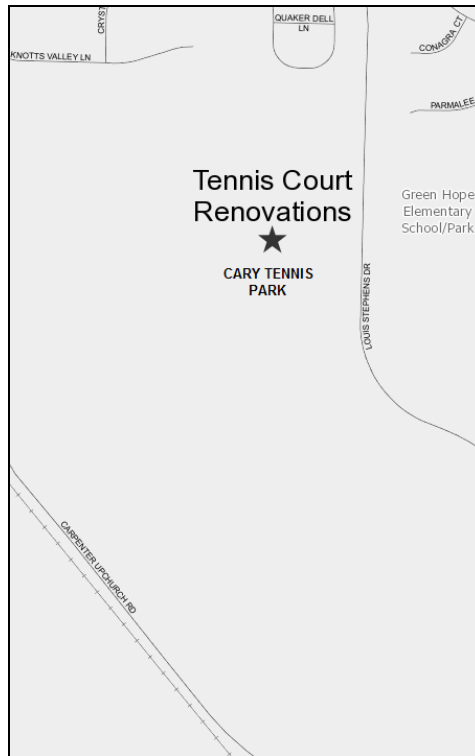 QUAKER DELL
LN
CRYST
KNOTTS VALLEY LN
CONAGRA CT
PARMALEE
Tennis Court
Renovations
Green Hope
Elementary
School/Park
CARY TENNIS
PARK
LOUIS STEPHENS DR
CARPENTER UPCHURCH RD